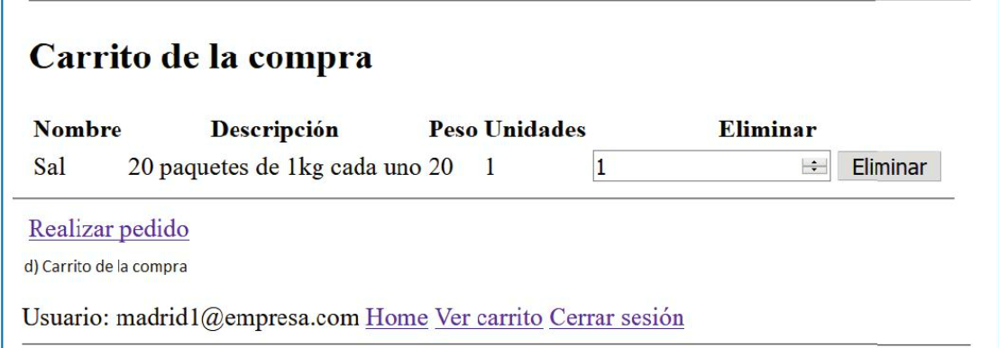 Carrito de la compra
Nombre Descripción Peso Unidades Eliminar
Sal 20 paquetes de 1kg cada uno 20 1 1 Eliminar
Realizar pedido
d) Carrito de la compra
Usuario: madrid1@empresa.com Home Ver carrito Cerrar sesión